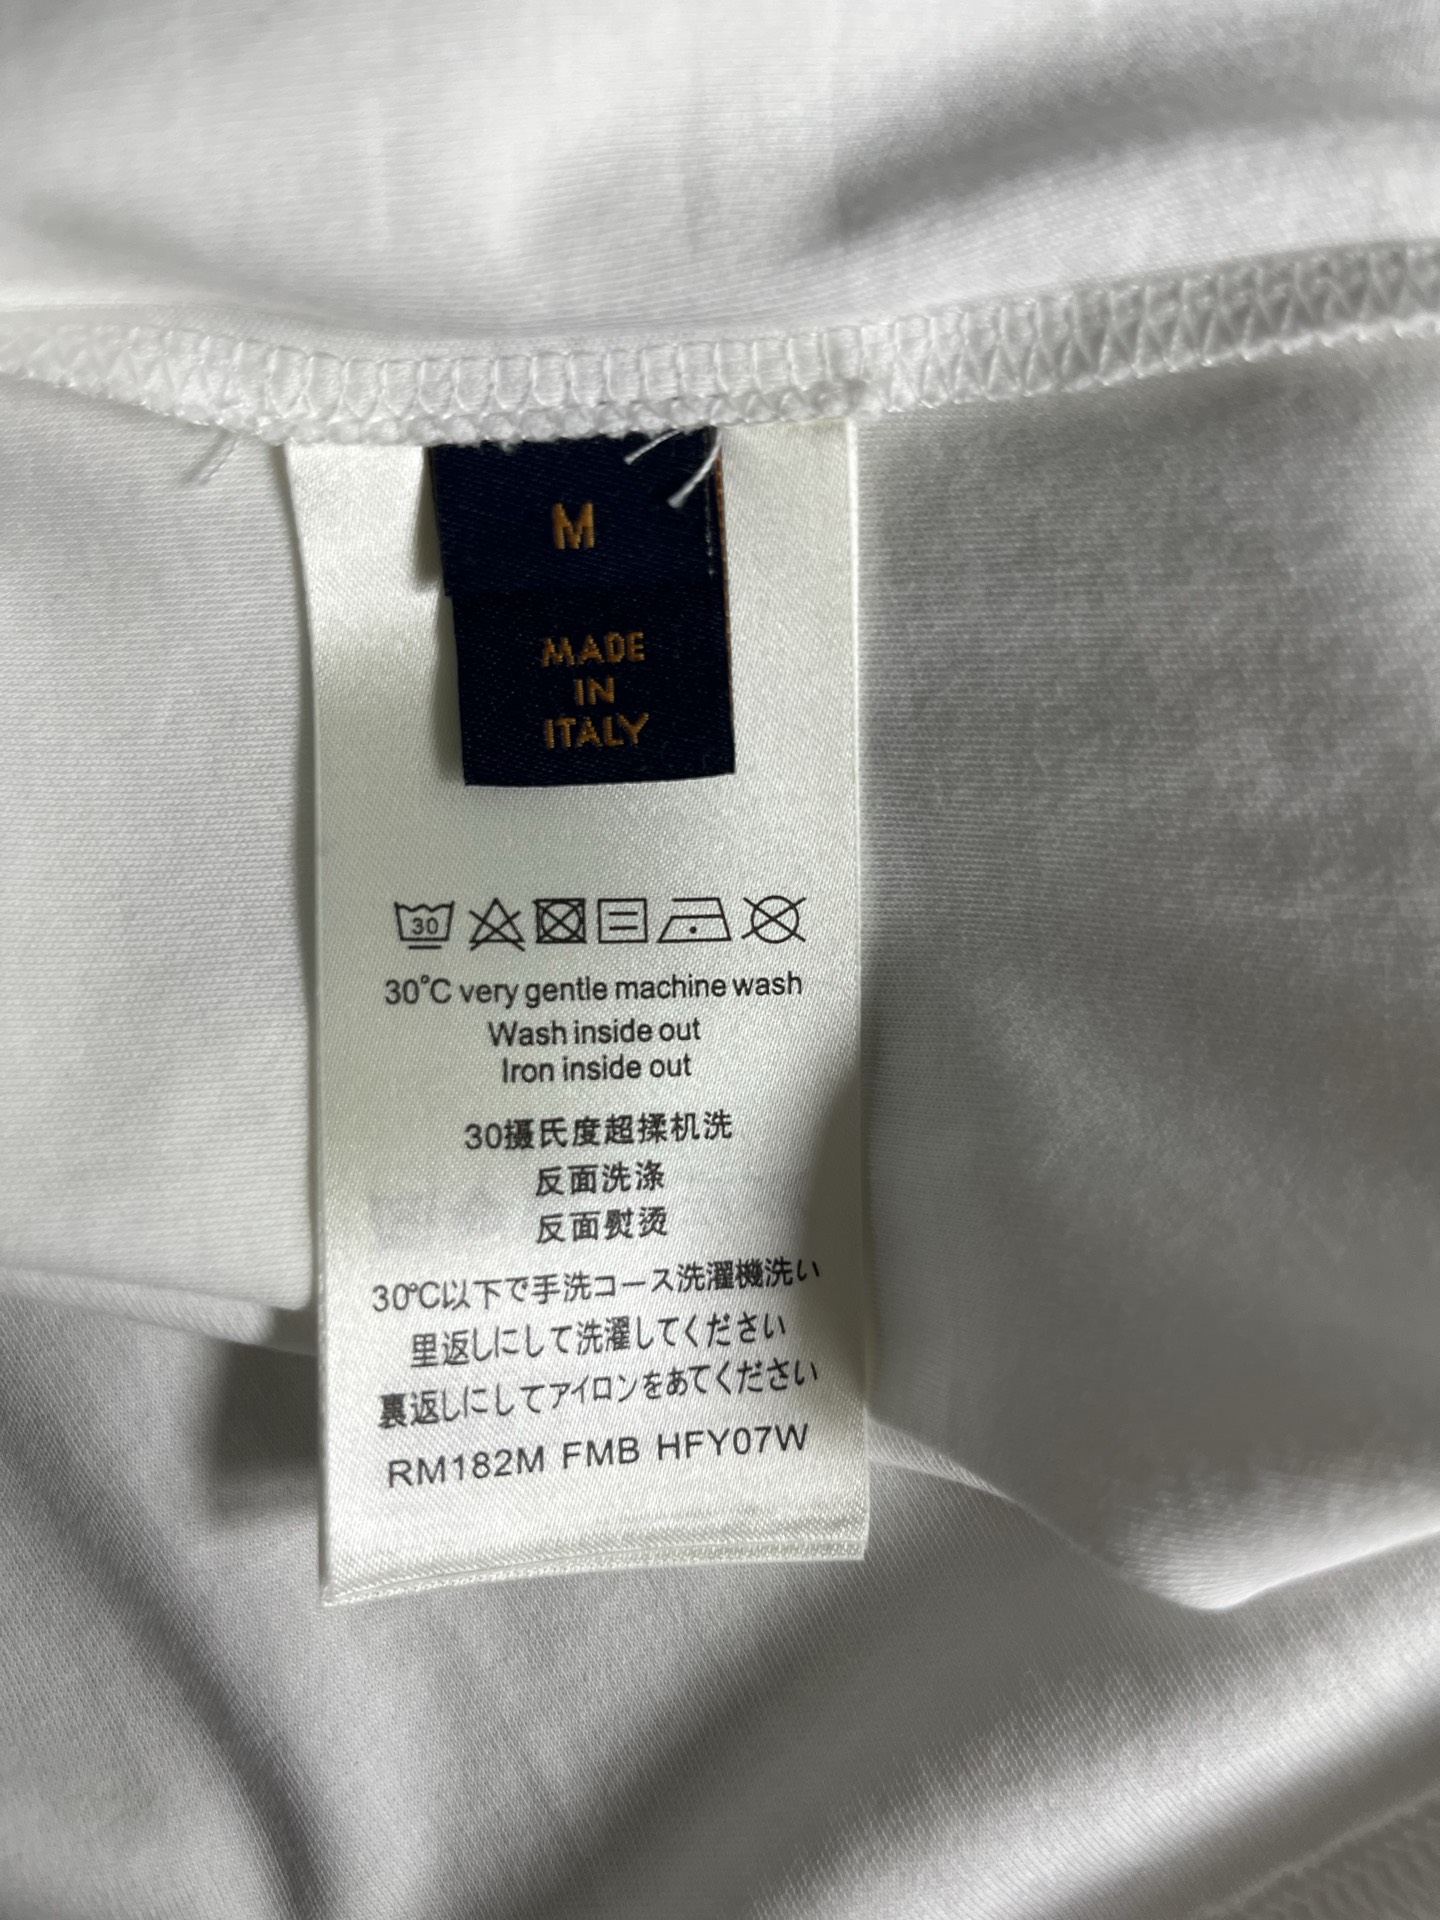 M
MADE
IN
ITALY
30
30°C very gentle machine wash
Wash inside out
Iron inside out
30摄氏度超揉机洗
反面洗涤
反面熨烫
30℃以下で手洗コース洗濯機洗い
里返しにして洗濯してください
裏返しにしてアイロンをあてください
RM182M FMB HFY07W